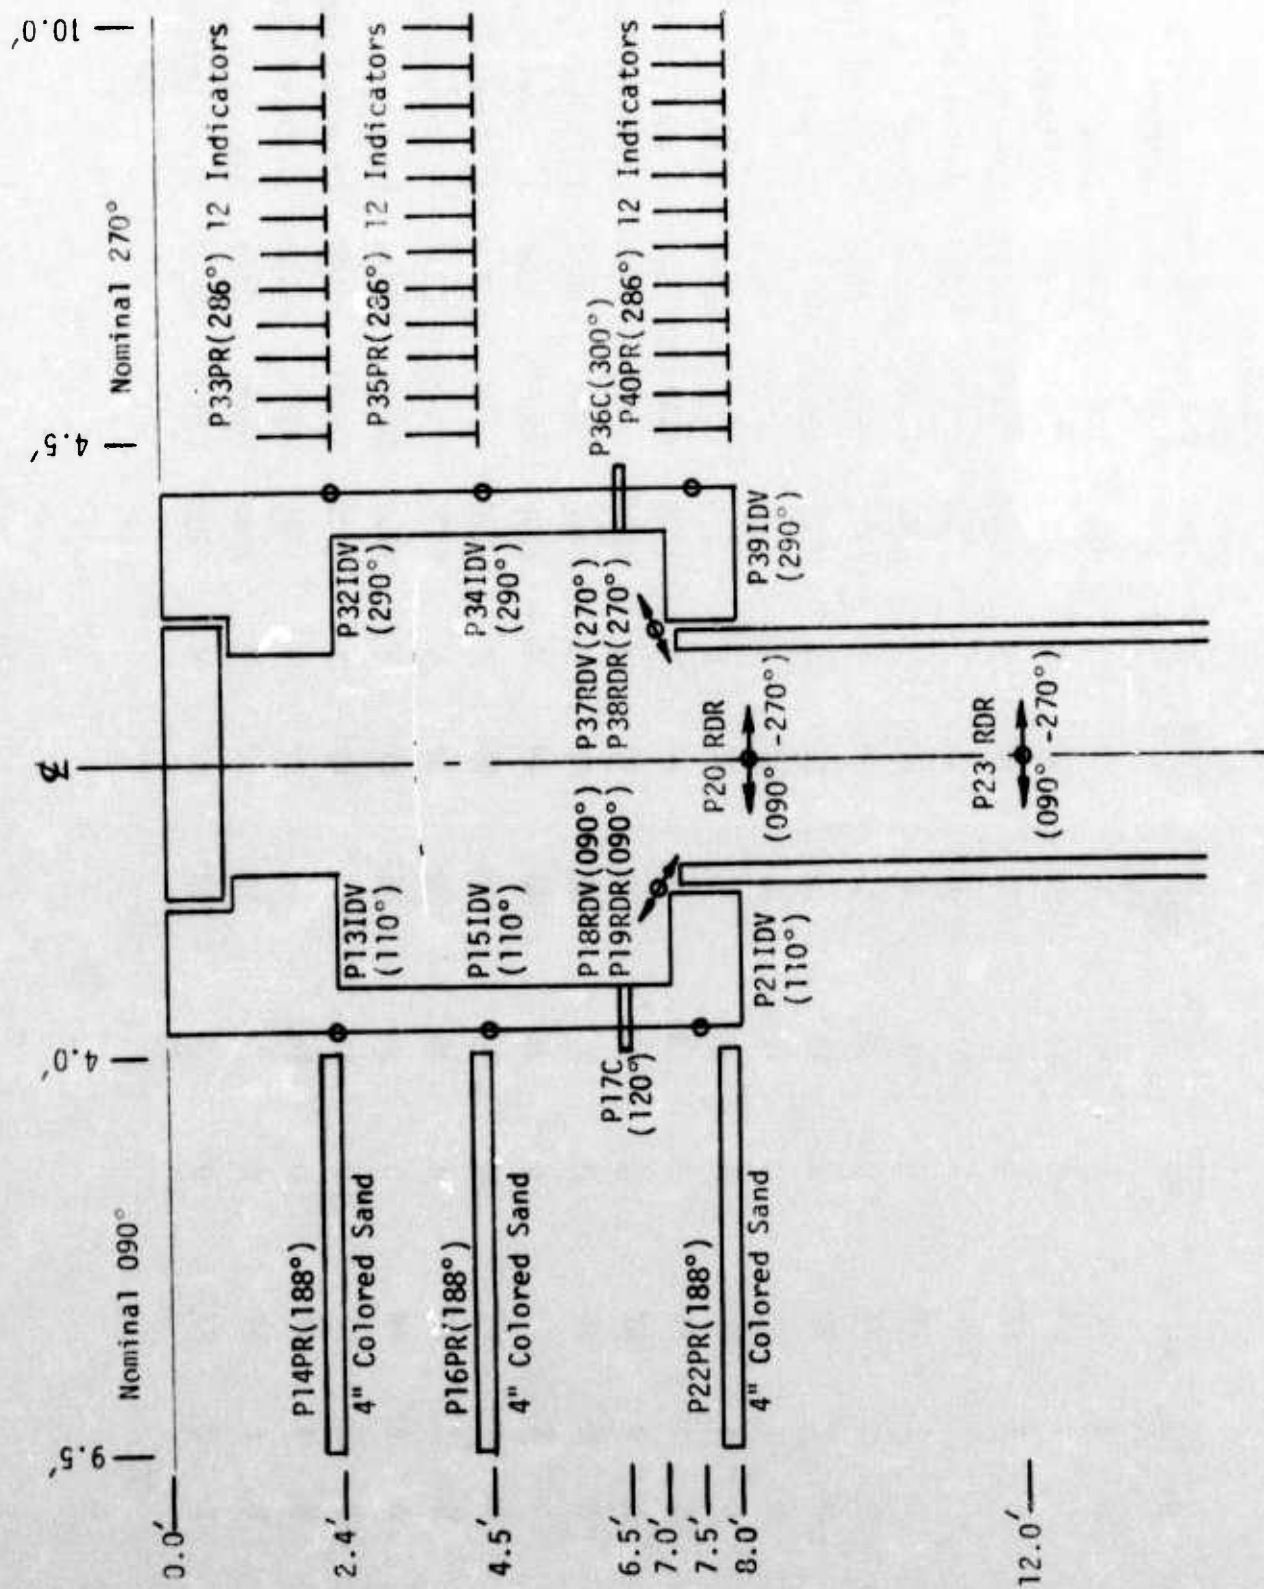 9.5'
4.0'
4.5'
10.0'
Nominal 090°
Nominal 270°
0.0'
2.4'
4.5'
6.5'
7.0'
7.5'
8.0'
12.0'
P14PR(188°)
4" Colored Sand
P16PR(188°)
4" Colored Sand
P22PR(188°)
4" Colored Sand
P13IDV
(110°)
P15IDV
(110°)
P17C
(120°)
P18RDV(090°)
P19RDR(090°)
P21IDV
(110°)
P20 RDR
(090° -270°)
P23 RDR
(090° -270°)
P32IDV
(290°)
P34IDV
(290°)
P37RDV(270°)
P38RDR(270°)
P39IDV
(290°)
P33PR(286°) 12 Indicators
P35PR(286°) 12 Indicators
P36C(300°)
P40PR(286°) 12 Indicators